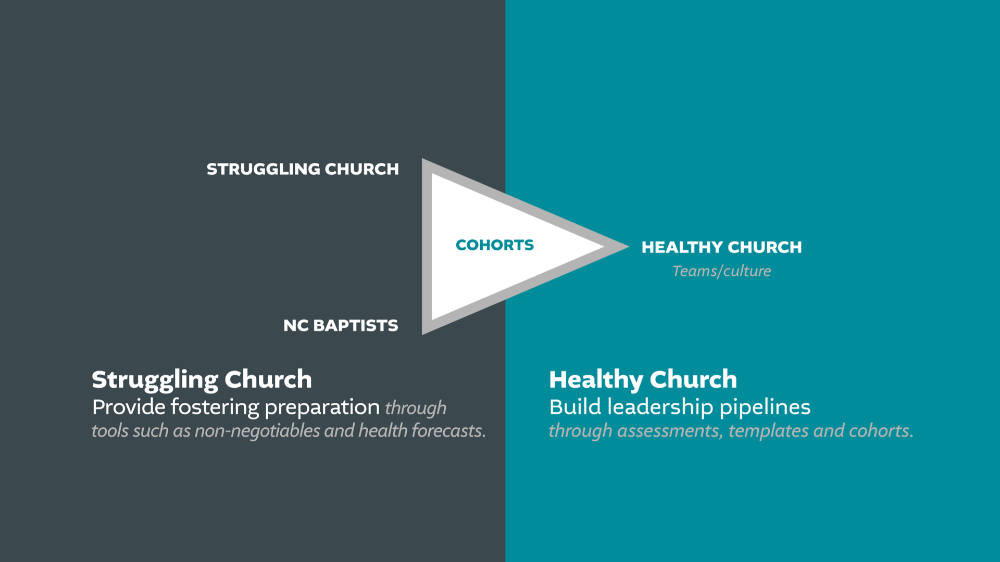 STRUGGLING CHURCH
COHORTS
HEALTHY CHURCH
Teams/culture
NC BAPTISTS
Struggling Church
Provide fostering preparation through
tools such as non-negotiables and health forecasts.
Healthy Church
Build leadership pipelines
through assessments, templates and cohorts.